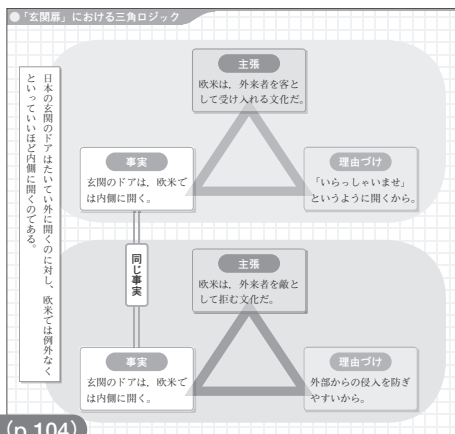 ●「玄関扉」における三角ロジック
日本の玄関のドアはたいてい外に開くのに対し、欧米では例外なく
といっていいほど内側に開くのである。
主張
欧米は，外来者を客と
して受け入れる文化だ。
事実
玄関のドアは，欧米で
は内側に開く。
理由づけ
「いらっしゃいませ」
というように開くから。
同じ事実
主張
欧米は，外来者を敵と
して拒む文化だ。
事実
玄関のドアは，欧米で
は内側に開く。
理由づけ
外部からの侵入を防ぎ
やすいから。
(p.104)